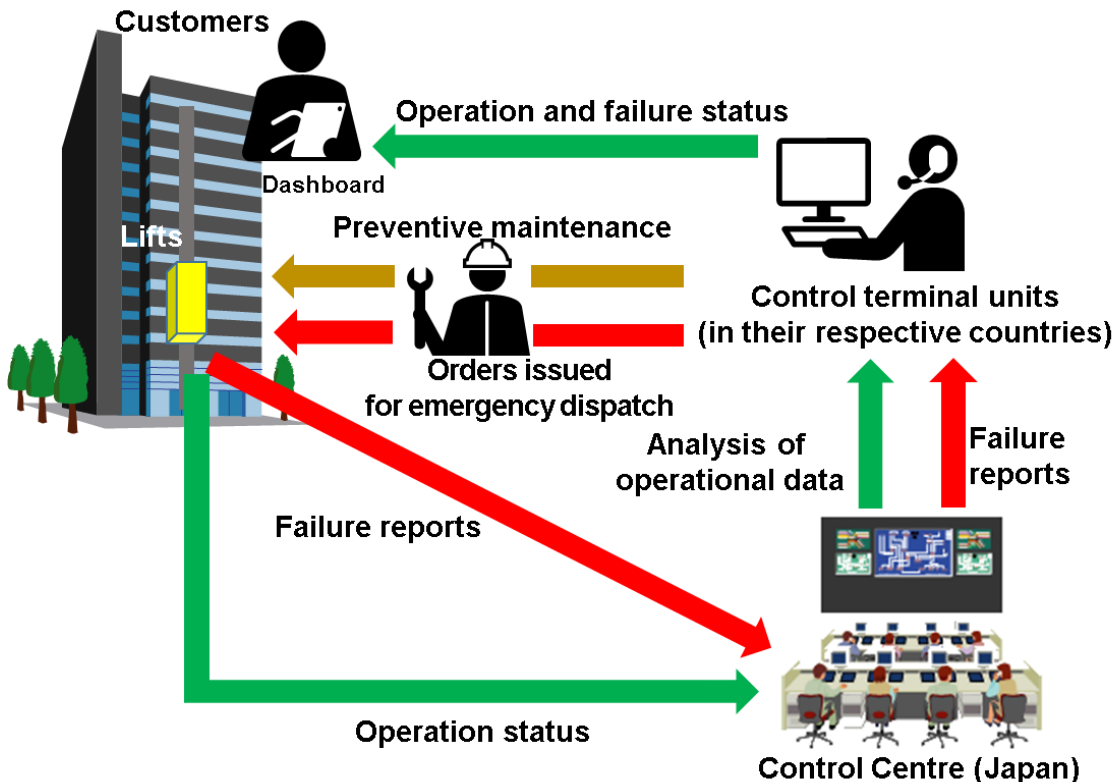 Customers
Operation and failure status
Dashboard
Lifts
Preventive maintenance
Control terminal units
(in their respective countries)
Orders issued
for emergency dispatch
Analysis of
operational data
Failure
reports
Failure reports
Operation status
Control Centre (Japan)